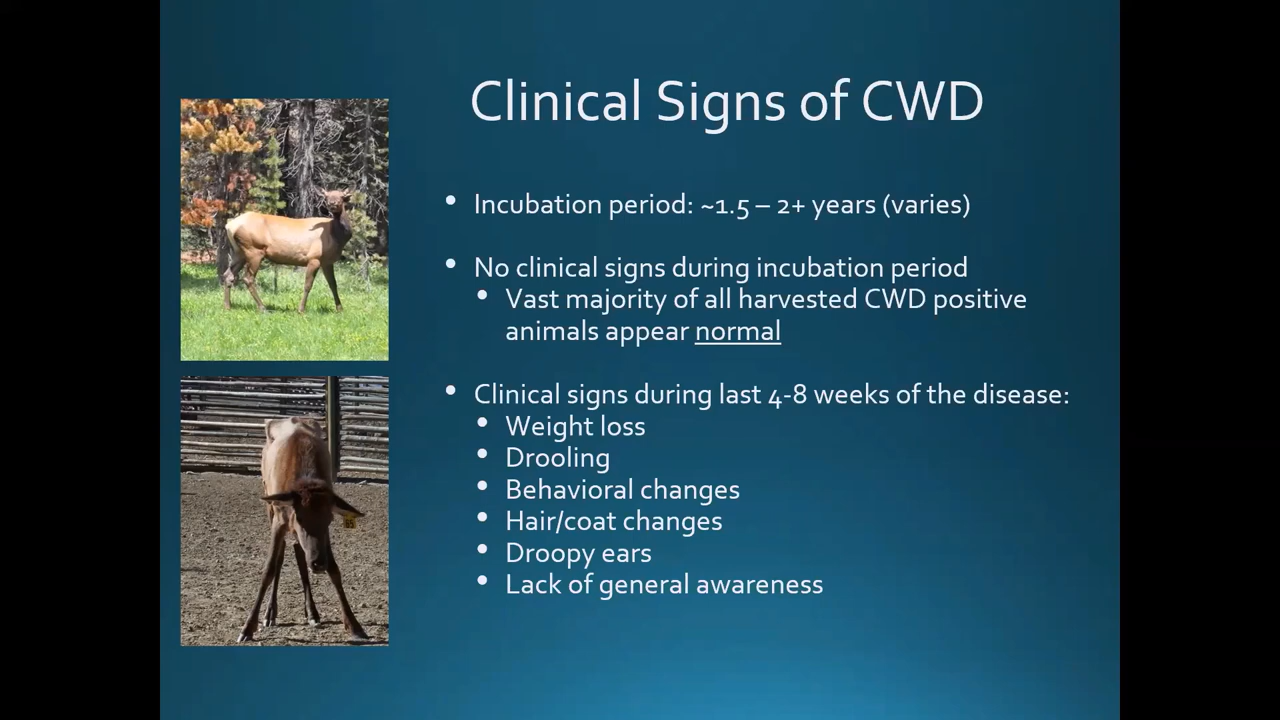 Clinical Signs of CWD
• Incubation period: ~1.5 – 2+ years (varies)
• No clinical signs during incubation period
• Vast majority of all harvested CWD positive
animals appear normal
• Clinical signs during last 4-8 weeks of the disease:
• Weight loss
• Drooling
• Behavioral changes
• Hair/coat changes
• Droopy ears
• Lack of general awareness